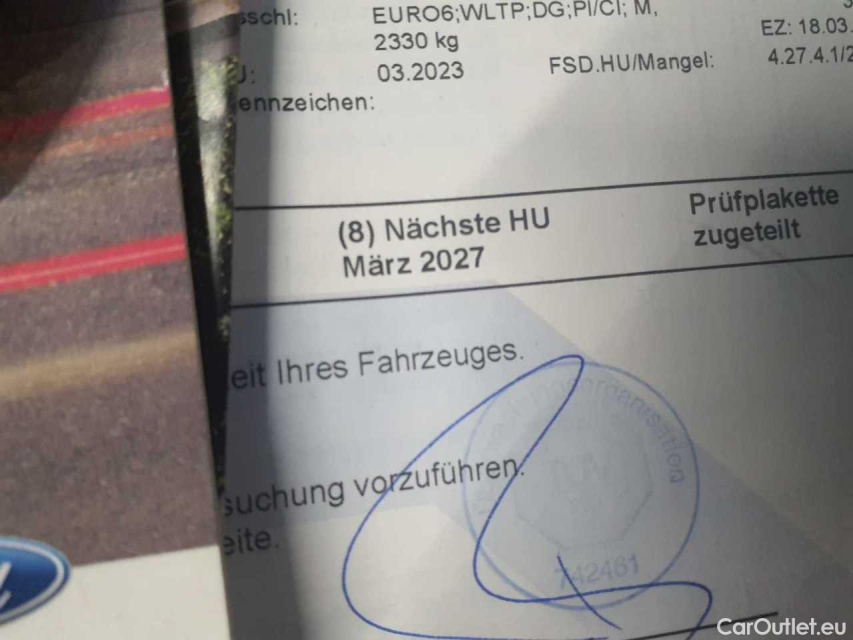 sschl: EURO6;WLTP;DG;PI/CI; M,
2330 kg EZ: 18.03.
J: 03.2023 FSD.HU/Mangel: 4.27.4.1/2
ennzeichen:
(8) Nächste HU Prüfplakette
März 2027 zugeteilt
eit Ihres Fahrzeuges.
suchung vorzuführen.
eite.
742461
CarOutlet.eu